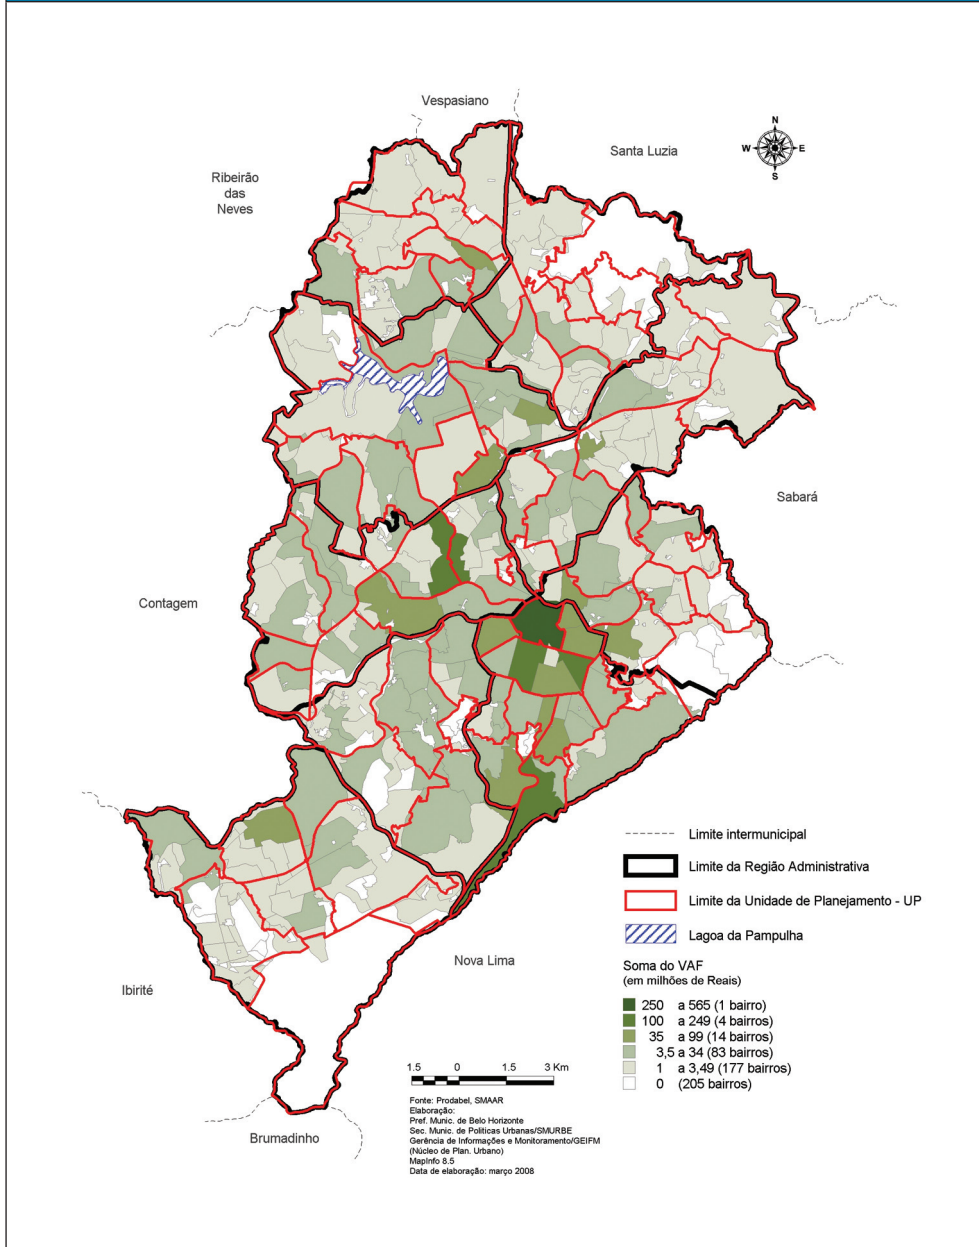 Vespasiano
Santa Luzia
N
W E
S
Ribeirão
das
Neves
Sabará
Contagem
Limite intermunicipal
Limite da Região Administrativa
Limite da Unidade de Planejamento - UP
Lagoa da Pampulha
Nova Lima
Soma do VAF
(em milhões de Reais)
250 a 565 (1 bairro)
100 a 249 (4 bairros)
35 a 99 (14 bairros)
3,5 a 34 (83 bairros)
1 a 3,49 (177 bairros)
0 (205 bairros)
Ibirité
1.5 0 1.5 3 Km
Fonte: Prodabel, SMAAR
Elaboração:
Pref. Munic. de Belo Horizonte
Sec. Munic. de Politicas Urbanas/SMURBE
Gerência de Informações e Monitoramento/GEIFM
(Núcleo de Plan. Urbano)
MapInfo 8.5
Data de elaboração: março 2008
Brumadinho